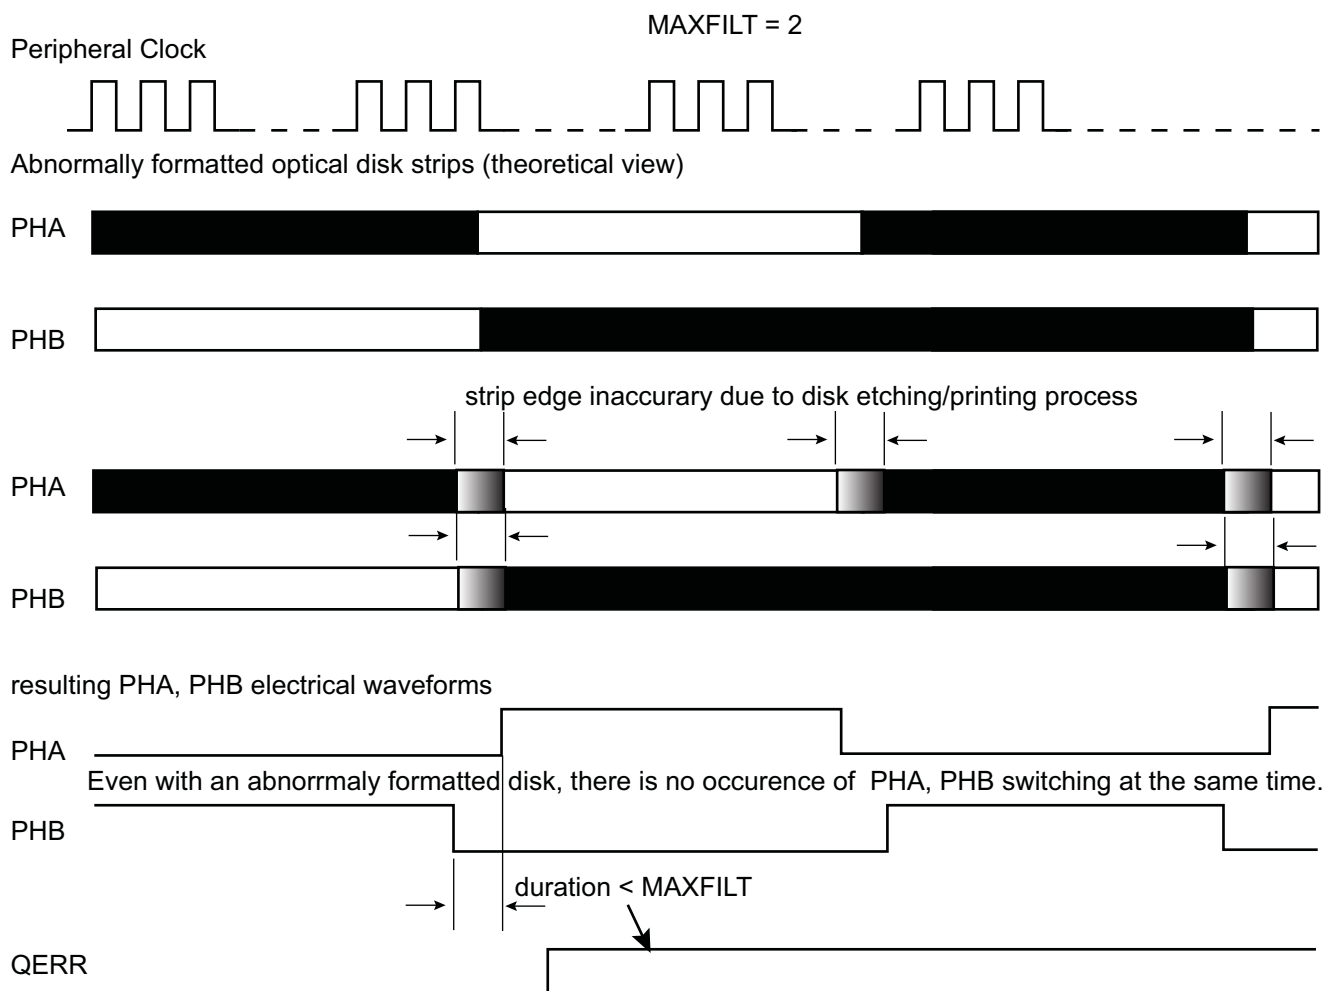 MAXFILT = 2
Peripheral Clock
Abnormally formatted optical disk strips (theoretical view)
PHA
PHB
strip edge inaccurary due to disk etching/printing process
PHA
PHB
resulting PHA, PHB electrical waveforms
PHA
Even with an abnorrmaly formatted disk, there is no occurence of PHA, PHB switching at the same time.
PHB
duration < MAXFILT
QERR